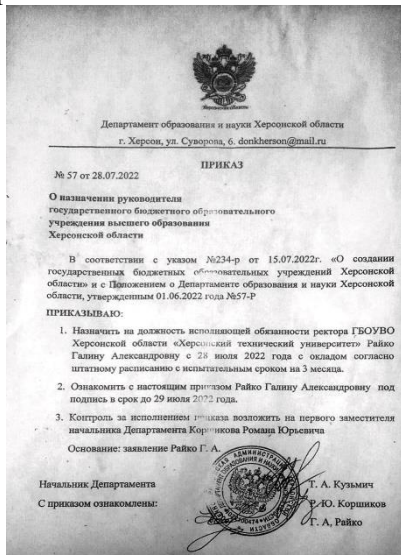 Департамент образования и науки Херсонской области
г. Херсон, ул. Суворова, 6. donkherson@mail.ru
ПРИКАЗ
№ 57 от 28.07.2022
О назначении руководителя
государственного бюджетного образовательного
учреждения высшего образования
Херсонской области
В соответствии с указом №234-р от 15.07.2022г. «О создании
государственных бюджетных образовательных учреждений Херсонской
области» и с Положением о Департаменте образования и науки Херсонской
области, утвержденным 01.06.2022 года №57-Р
ПРИКАЗЫВАЮ:
1. Назначить на должность исполняющей обязанности ректора ГБОУВО
Херсонской области «Херсонский технический университет» Райко
Галину Александровну с 28 июля 2022 года с окладом согласно
штатному расписанию с испытательным сроком на 3 месяца.
2. Ознакомить с настоящим приказом Райко Галину Александровну под
подпись в срок до 29 июля 2022 года.
3. Контроль за исполнением приказа возложить на первого заместителя
начальника Департамента Коршикова Романа Юрьевича
Основание: заявление Райко Г. А.
Начальник Департамента Г. А. Кузьмич
С приказом ознакомлены: Р. Ю. Коршиков
Г. А, Райко